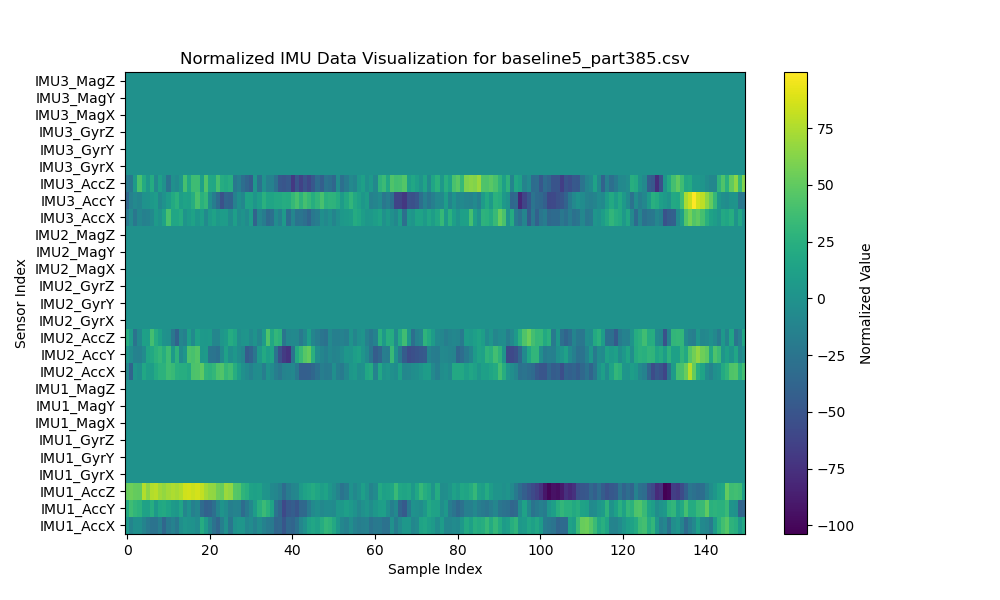 Normalized IMU Data Visualization for baseline5_part385.csv
IMU3_MagZ
IMU3_MagY
IMU3_MagX
IMU3_GyrZ
IMU3_GyrY
IMU3_GyrX
IMU3_AccZ
IMU3_AccY
IMU3_AccX
IMU2_MagZ
IMU2_MagY
IMU2_MagX
IMU2_GyrZ
IMU2_GyrY
IMU2_GyrX
IMU2_AccZ
IMU2_AccY
IMU2_AccX
IMU1_MagZ
IMU1_MagY
IMU1_MagX
IMU1_GyrZ
IMU1_GyrY
IMU1_GyrX
IMU1_AccZ
IMU1_AccY
IMU1_AccX
Sensor Index
0 20 40 60 80 100 120 140
Sample Index
75
50
25
0
−25
−50
−75
−100
Normalized Value